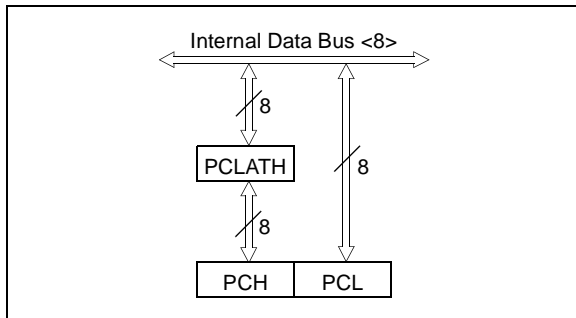 Internal Data Bus <8>
8
PCLATH
8
8
PCH PCL